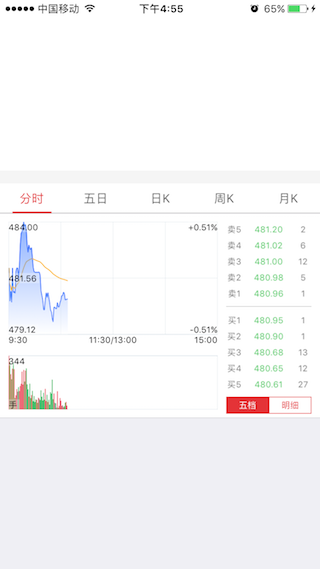 中国移动 下午4:55 65%
分时 五日 日K 周K 月K
484.00 +0.51%
481.56
479.12 -0.51%
9:30 11:30/13:00 15:00
344
手
卖5 481.20 2
卖4 481.02 6
卖3 481.00 12
卖2 480.98 5
卖1 480.96 1
买1 480.95 1
买2 480.90 1
买3 480.68 13
买4 480.65 12
买5 480.61 27
五档 明细